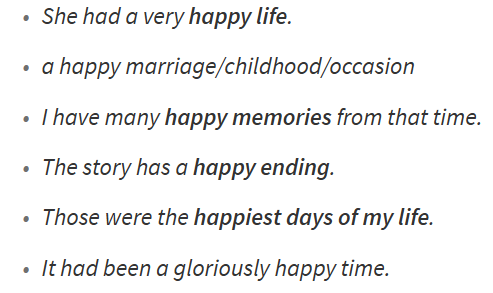 • She had a very happy life.
• a happy marriage/childhood/occasion
• I have many happy memories from that time.
• The story has a happy ending.
• Those were the happiest days of my life.
• It had been a gloriously happy time.